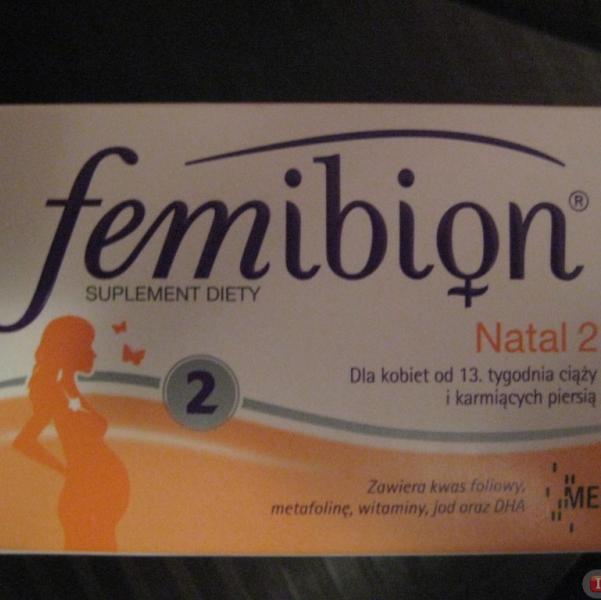 femibion®
SUPLEMENT DIETY
Natal 2
2
Dla kobiet od 13. tygodnia ciąży
i karmiących piersią
Zawiera kwas foliowy,
metafolinę, witaminy, jod oraz DHA